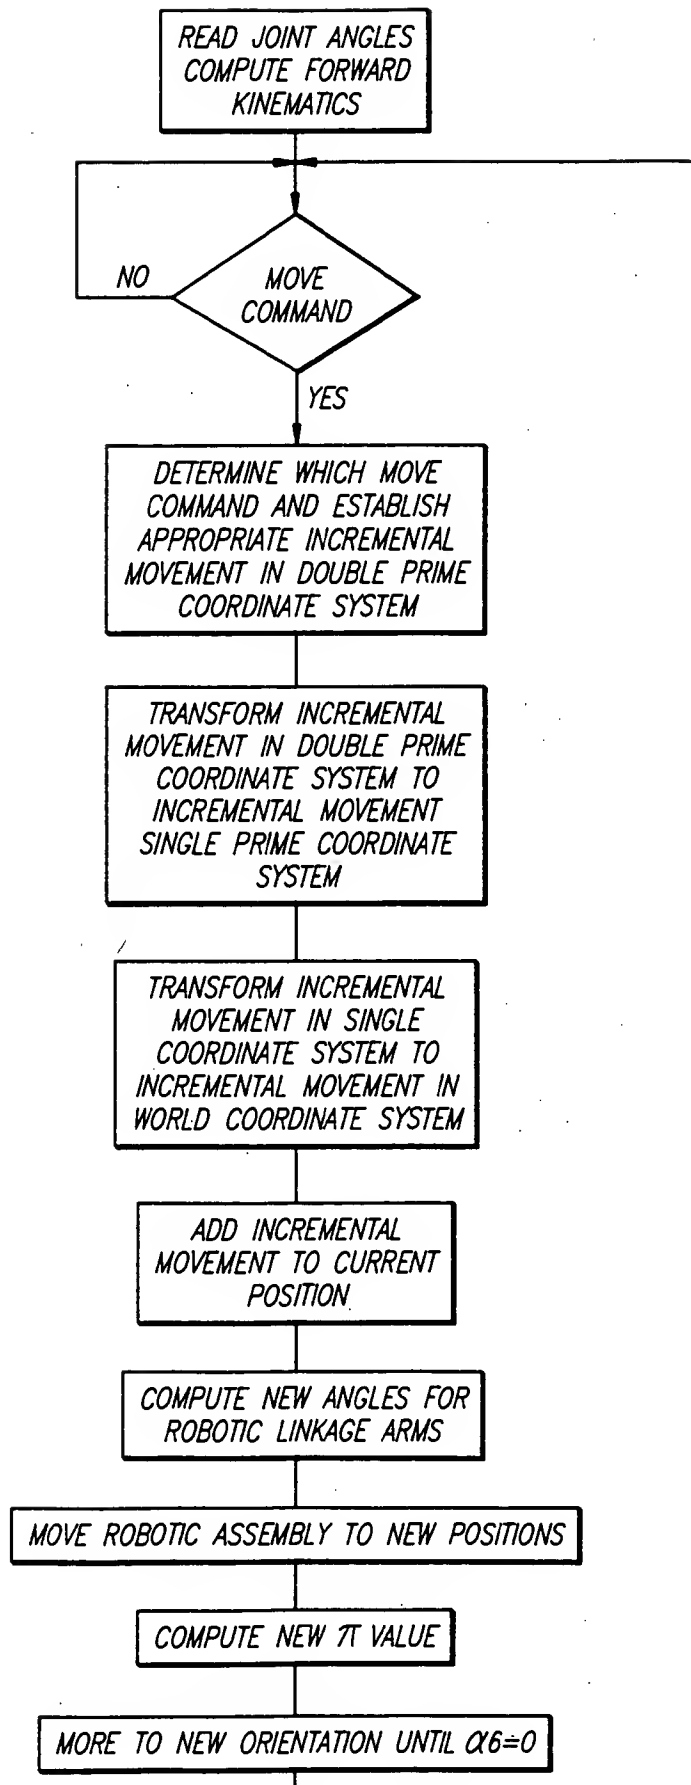 READ JOINT ANGLES
COMPUTE FORWARD
KINEMATICS
MOVE
COMMAND
NO
YES
DETERMINE WHICH MOVE
COMMAND AND ESTABLISH
APPROPRIATE INCREMENTAL
MOVEMENT IN DOUBLE PRIME
COORDINATE SYSTEM
TRANSFORM INCREMENTAL
MOVEMENT IN DOUBLE PRIME
COORDINATE SYSTEM TO
INCREMENTAL MOVEMENT
SINGLE PRIME COORDINATE
SYSTEM
TRANSFORM INCREMENTAL
MOVEMENT IN SINGLE
COORDINATE SYSTEM TO
INCREMENTAL MOVEMENT IN
WORLD COORDINATE SYSTEM
ADD INCREMENTAL
MOVEMENT TO CURRENT
POSITION
COMPUTE NEW ANGLES FOR
ROBOTIC LINKAGE ARMS
MOVE ROBOTIC ASSEMBLY TO NEW POSITIONS
COMPUTE NEW π VALUE
MORE TO NEW ORIENTATION UNTIL α6=0